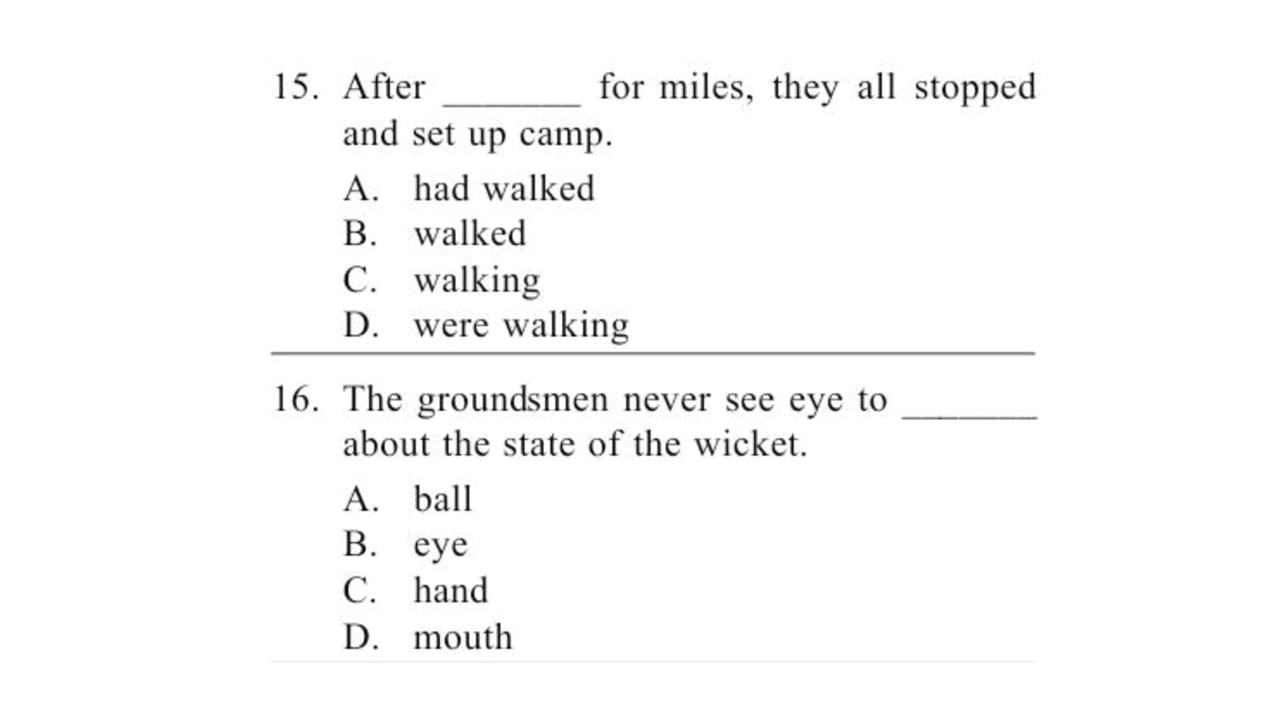 15. After _______ for miles, they all stopped
and set up camp.
A. had walked
B. walked
C. walking
D. were walking
16. The groundsmen never see eye to _______
about the state of the wicket.
A. ball
B. eye
C. hand
D. mouth